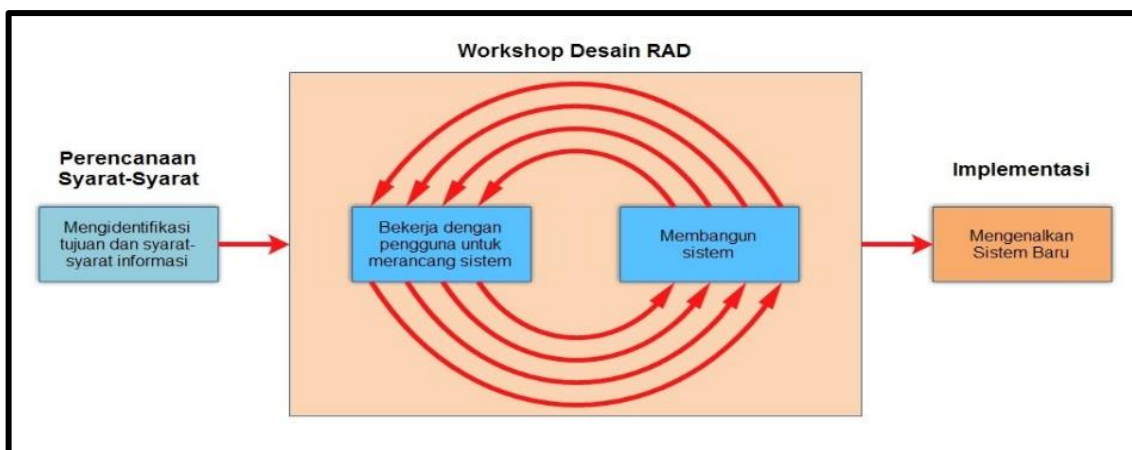 Workshop Desain RAD
Perencanaan
Syarat-Syarat
Mengidentifikasi
tujuan dan syarat-
syarat informasi
Bekerja dengan
pengguna untuk
merancang sistem
Membangun
sistem
Implementasi
Mengenalkan
Sistem Baru